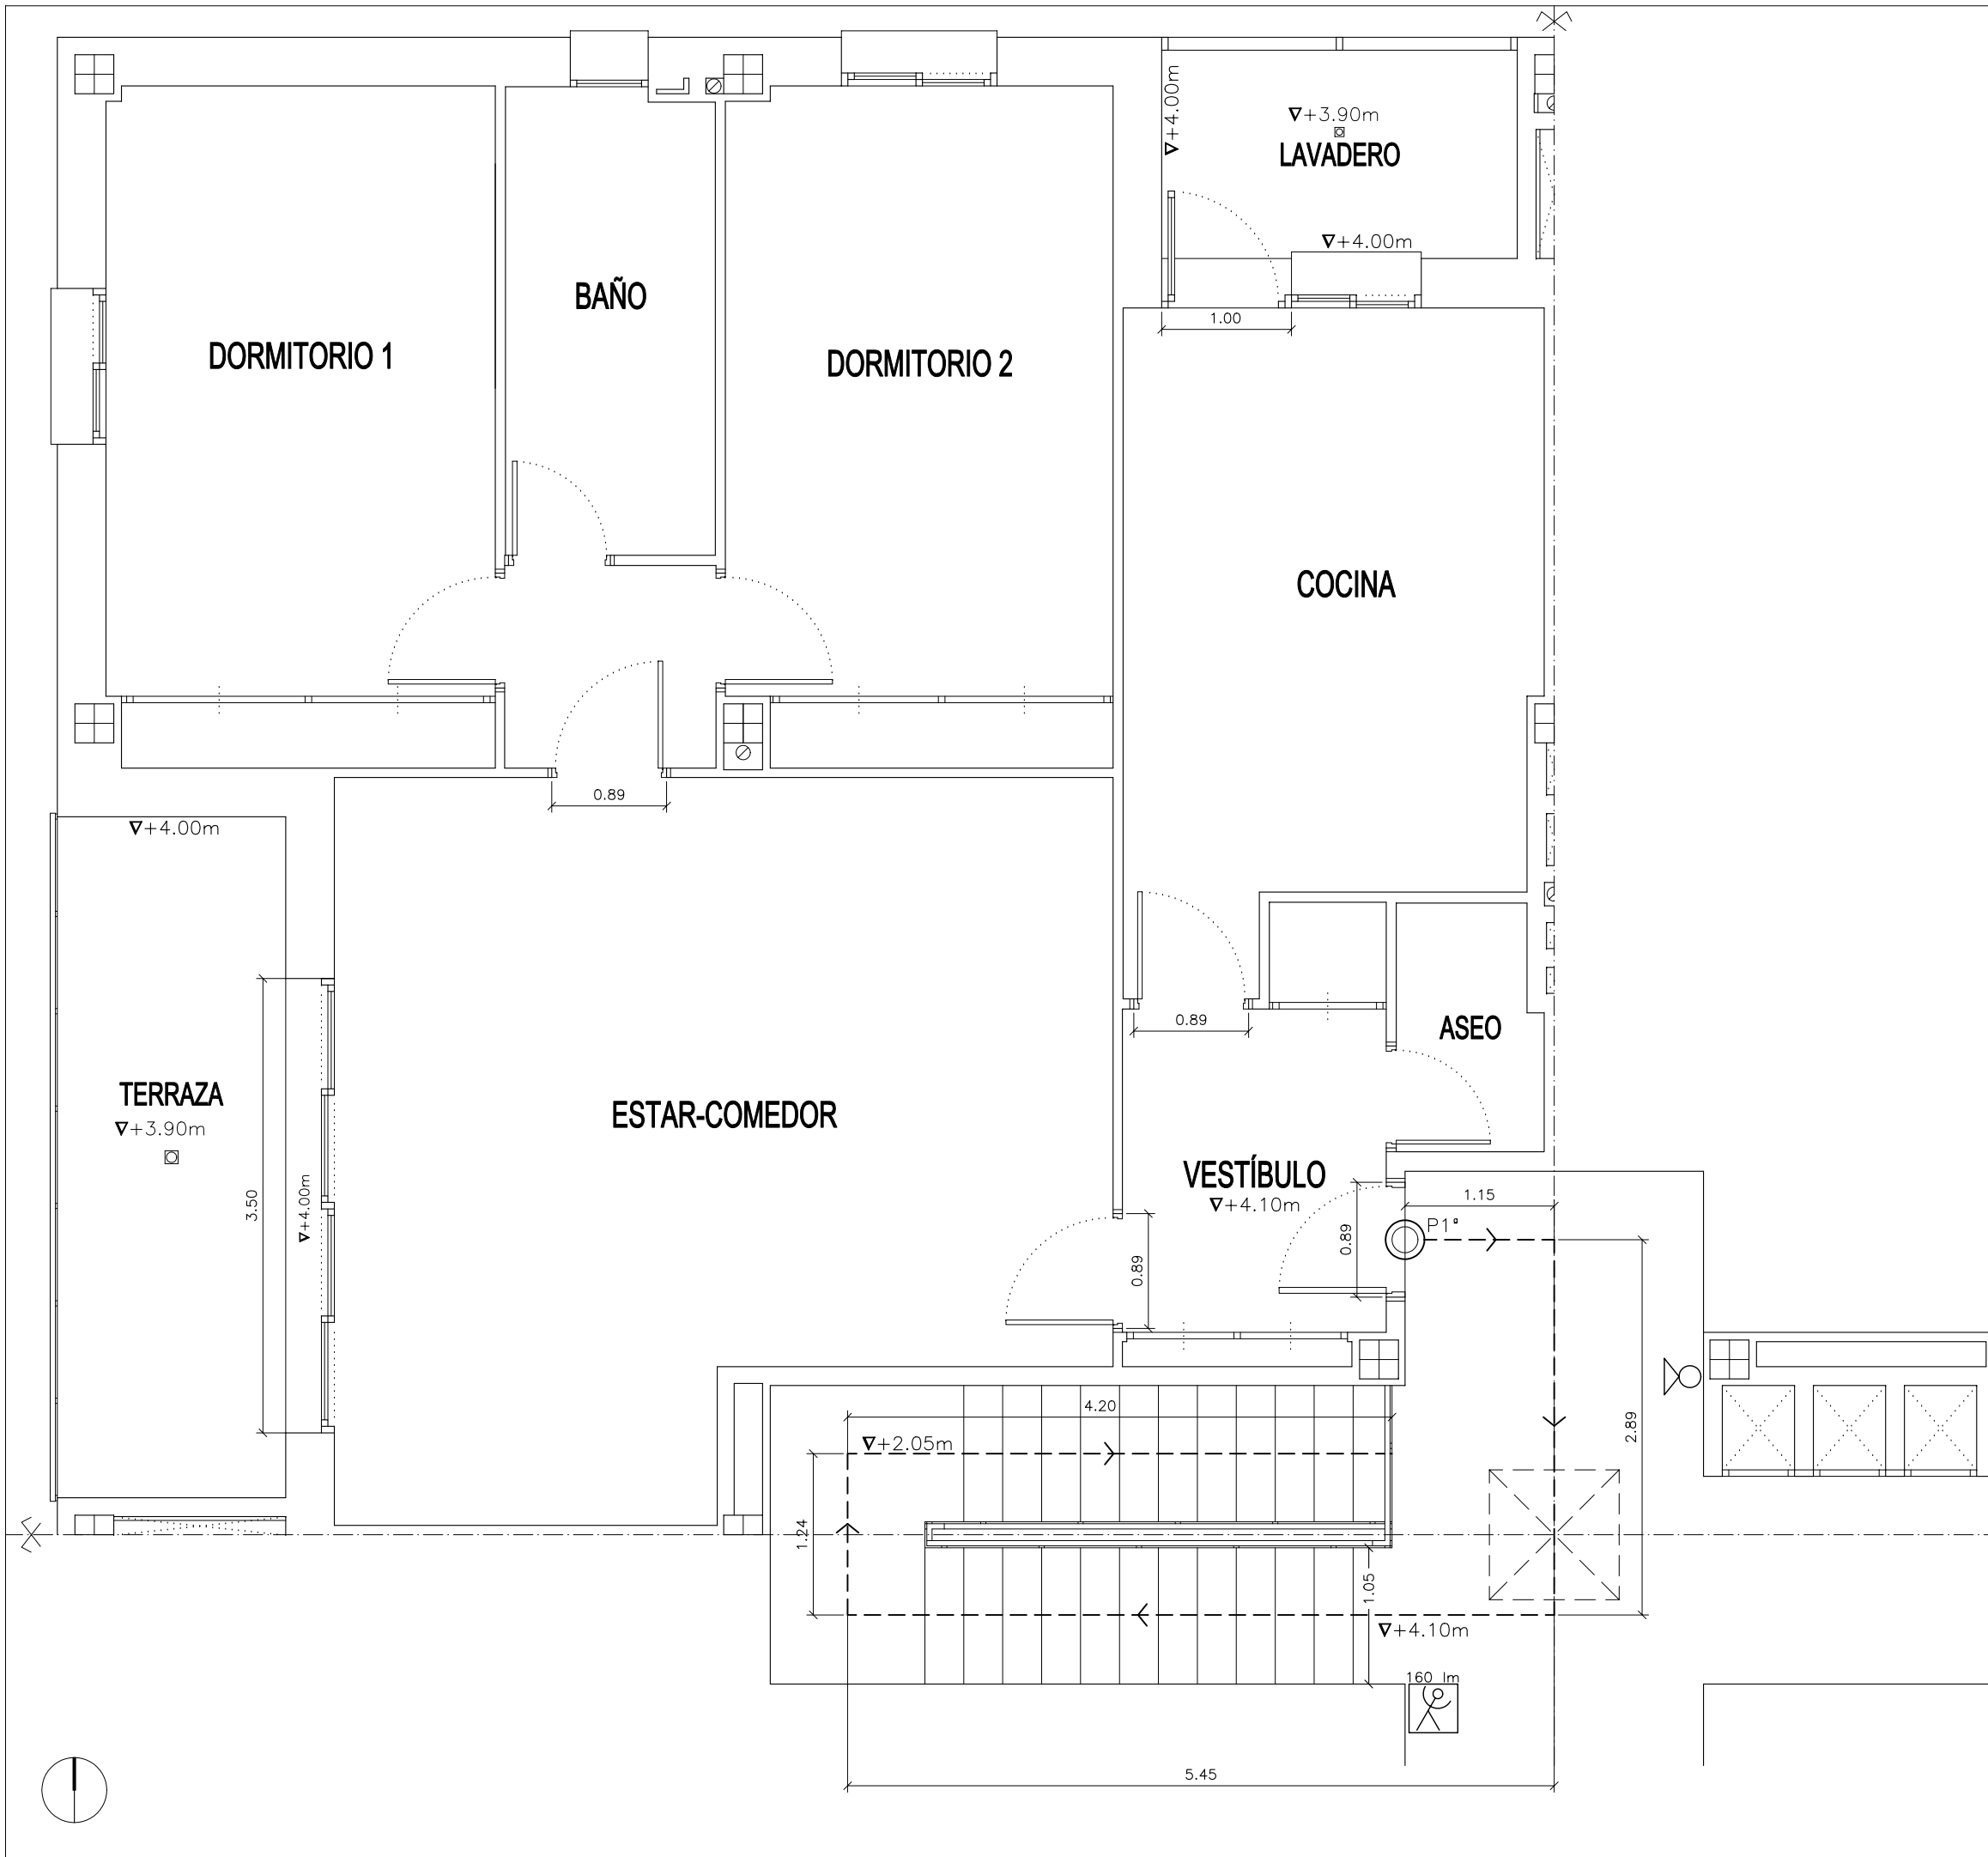 ▽+4.00m
▽+3.90m
LAVADERO
▽+4.00m
BAÑO
1.00
DORMITORIO 1
DORMITORIO 2
COCINA
0.89
▽+4.00m
0.89
ASEO
TERRAZA
▽+3.90m
ESTAR-COMEDOR
VESTÍBULO
▽+4.10m
3.50
▽+4.00m
0.89
0.89
1.15
P1ª
2.89
4.20
▽+2.05m
1.24
1.05
▽+4.10m
160 lm
5.45